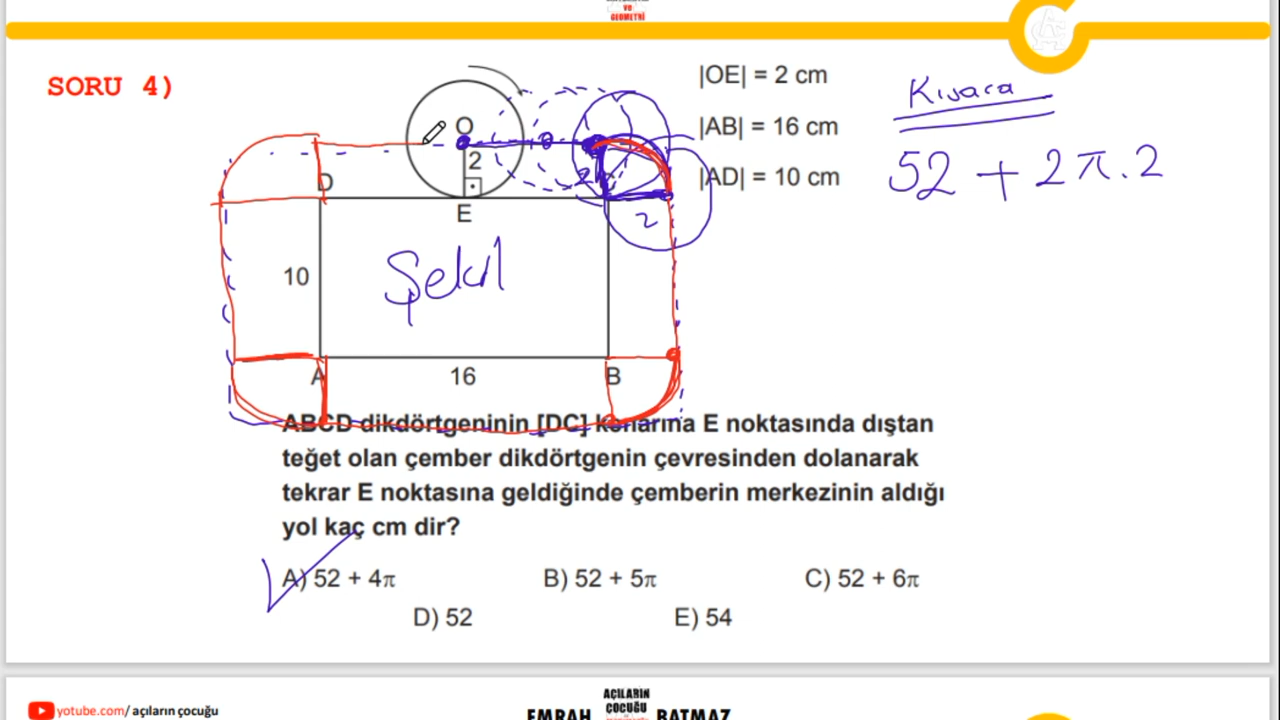 VE
GEOMETRİ
SORU 4)
|OE| = 2 cm
|AB| = 16 cm
|AD| = 10 cm
Kısaca
52 + 2π.2
O
2
D
E
2
2
10
Şekil
A
16
B
ABCD dikdörtgeninin [DC] kenarına E noktasında dıştan
teğet olan çember dikdörtgenin çevresinden dolanarak
tekrar E noktasına geldiğinde çemberin merkezinin aldığı
yol kaç cm dir?
A) 52 + 4π
B) 52 + 5π
C) 52 + 6π
D) 52
E) 54
yotube.com/ açıların çocuğu
EMRAH
AÇILARIN
ÇOCUĞU
BATMAZ